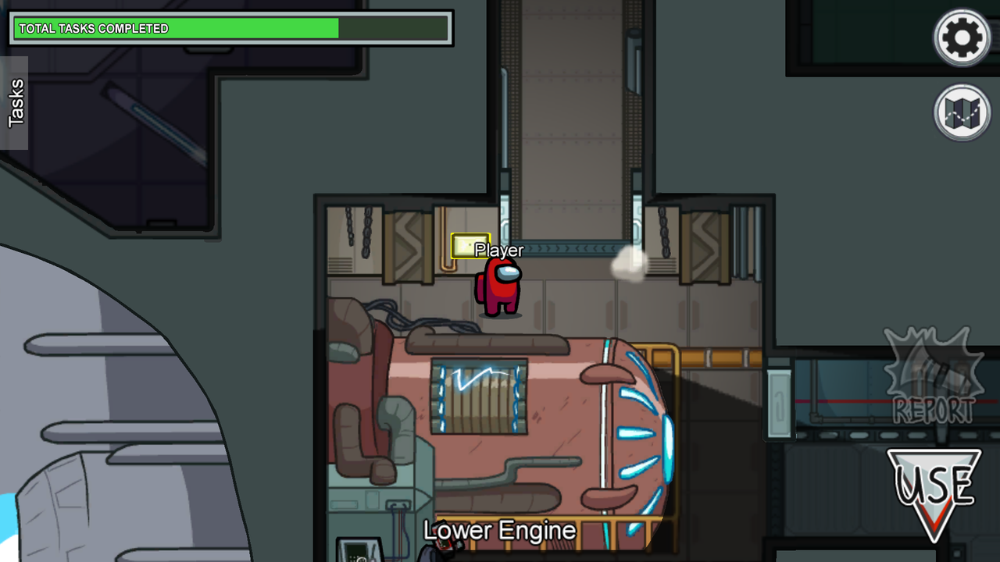 TOTAL TASKS COMPLETED
Tasks
Player
REPORT
USE
Lower Engine